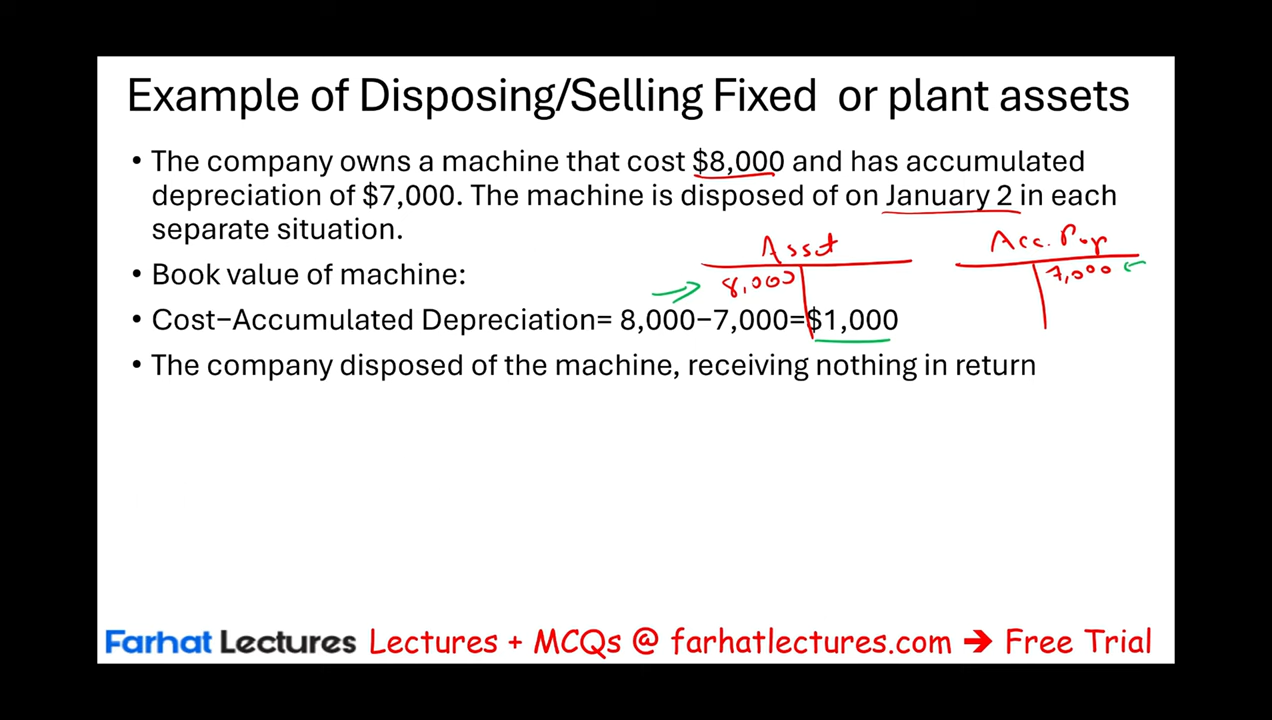 Example of Disposing/Selling Fixed or plant assets
• The company owns a machine that cost $8,000 and has accumulated
depreciation of $7,000. The machine is disposed of on January 2 in each
separate situation.
Asset
Acc.
• Book value of machine:
8,000
7,000
• Cost−Accumulated Depreciation= 8,000−7,000=$1,000
• The company disposed of the machine, receiving nothing in return
Farhat Lectures Lectures + MCQs @ farhatlectures.com ➔ Free Trial